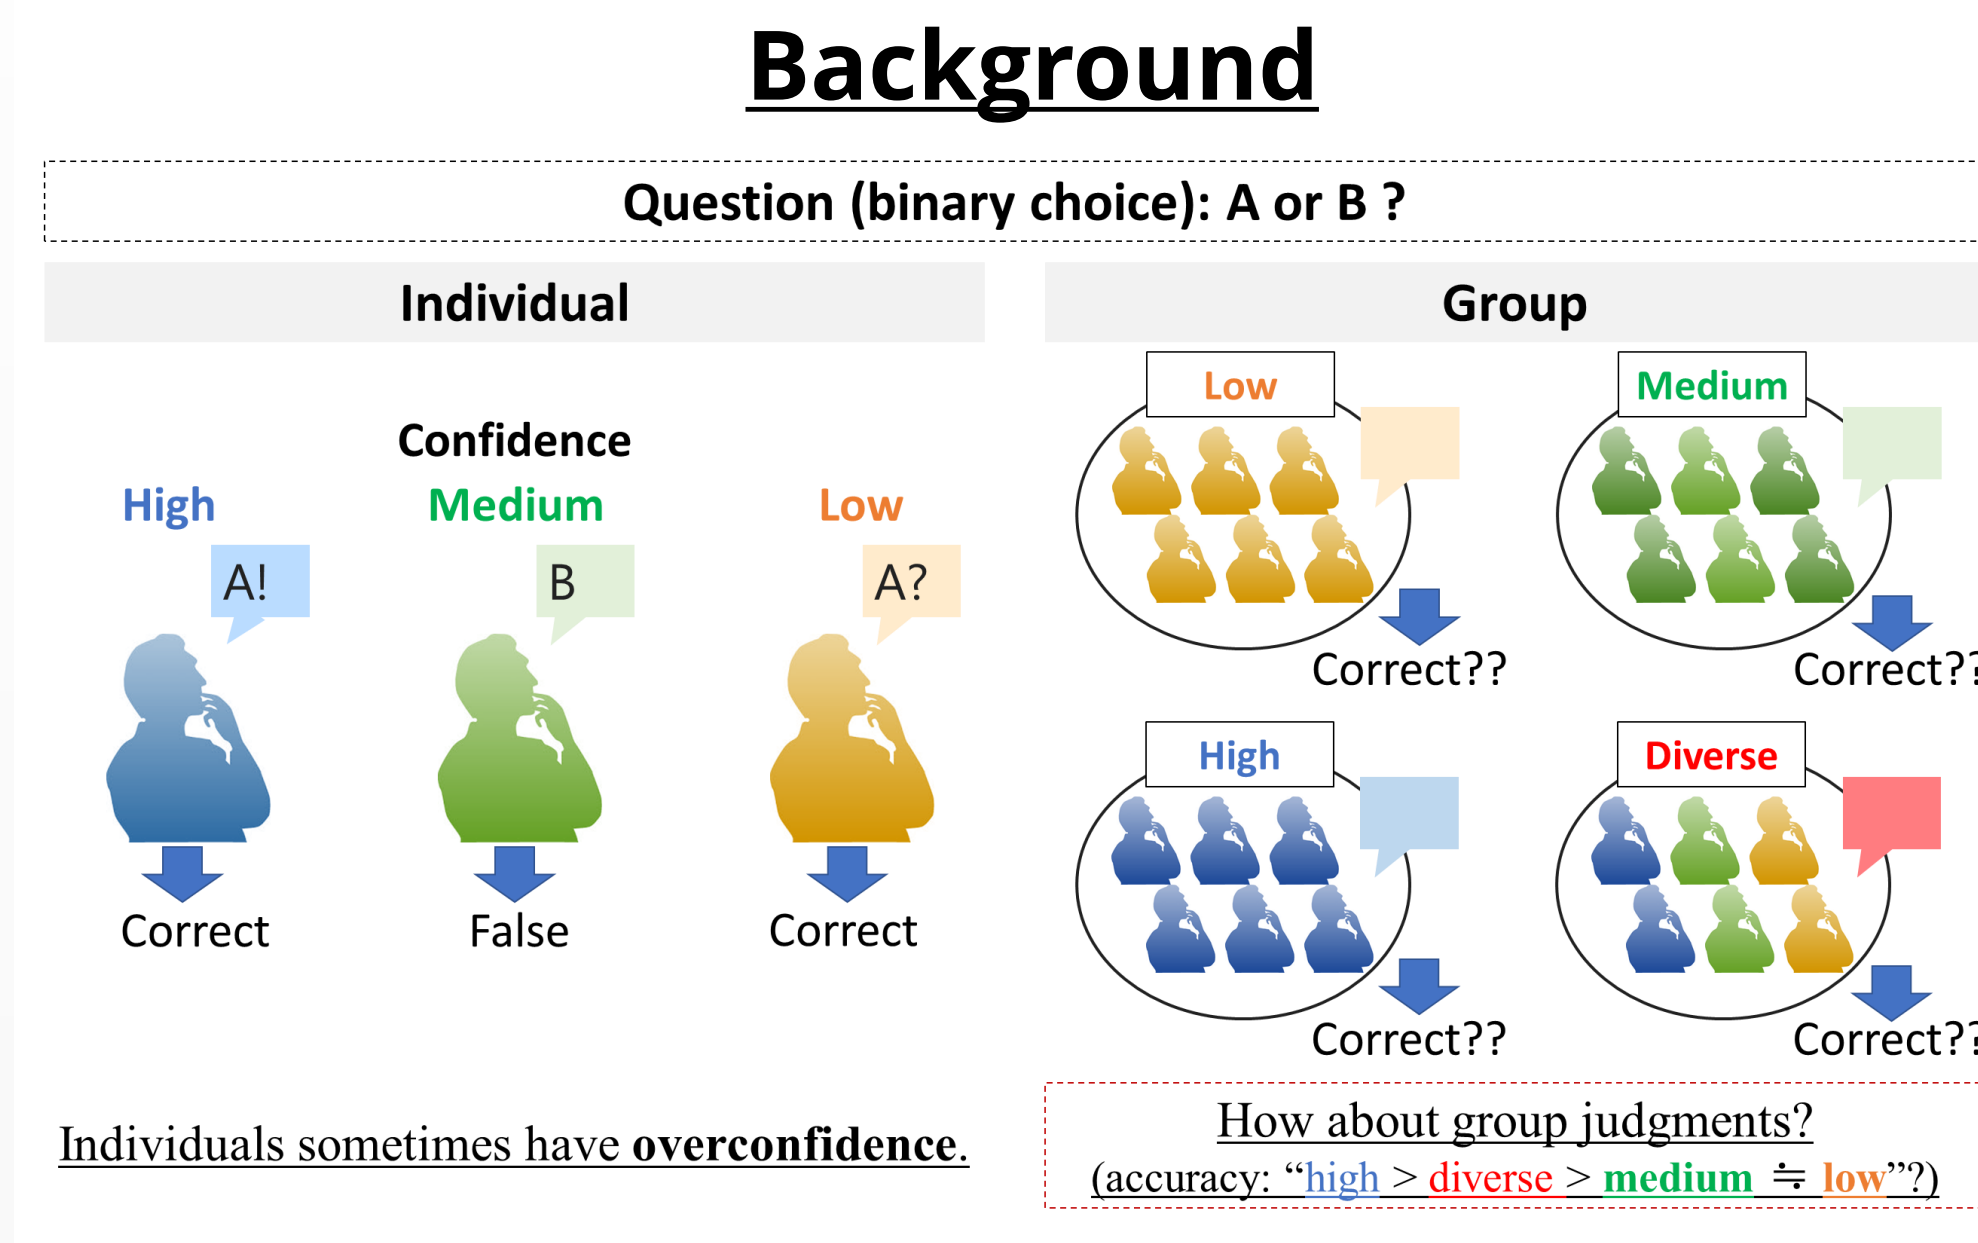 Background
Question (binary choice): A or B ?
Individual
Confidence
High
Medium
Low
A!
B
A?
Correct
False
Correct
Individuals sometimes have overconfidence.
Group
Low
Medium
Correct??
Correct??
High
Diverse
Correct??
Correct??
How about group judgments?
(accuracy: “high > diverse > medium ≒ low”?)